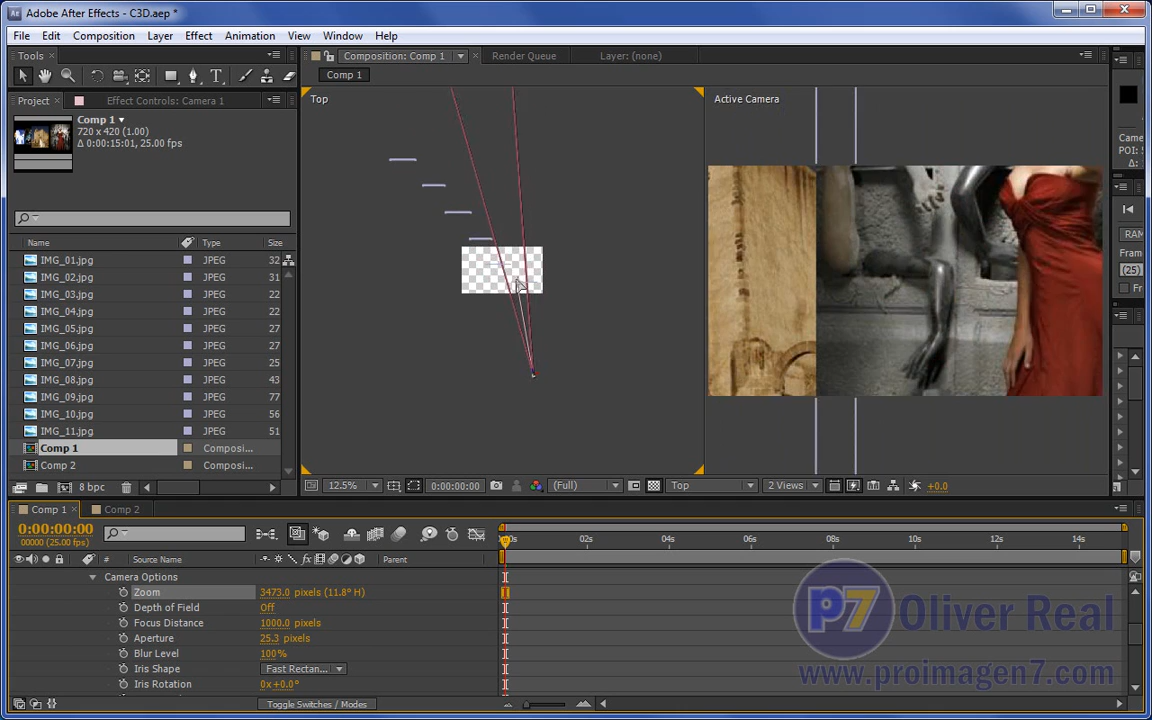 Adobe After Effects - C3D.aep *
File Edit Composition Layer Effect Animation View Window Help
Tools
Composition: Comp 1 Render Queue Layer: (none)
Comp 1
Project Effect Controls: Camera 1
Comp 1
720 x 420 (1.00)
Δ 0:00:15:01, 25.00 fps
Top
Active Camera
Came
POI:
Δ:
RAM
Frame
(25)
Fr
Name Type Size
IMG_01.jpg JPEG 32
IMG_02.jpg JPEG 27
IMG_03.jpg JPEG 22
IMG_04.jpg JPEG 22
IMG_05.jpg JPEG 27
IMG_06.jpg JPEG 27
IMG_07.jpg JPEG 25
IMG_08.jpg JPEG 43
IMG_09.jpg JPEG 77
IMG_10.jpg JPEG 56
IMG_11.jpg JPEG 51
Comp 1 Composi...
Comp 2 Composi...
8 bpc
12.5% 0:00:00:00 (Full) Top 2 Views +0.0
Comp 1 Comp 2
0:00:00:00
00000 (25.00 fps)
# Source Name Parent
02s 04s 06s 08s 10s 12s 14s
Camera Options
Zoom 3473.0 pixels (11.8° H)
Depth of Field Off
Focus Distance 1000.0 pixels
Aperture 25.3 pixels
Blur Level 100%
Iris Shape Fast Rectan...
Iris Rotation 0x+0.0°
Toggle Switches / Modes
p7 Oliver Real
www.proimagen7.com